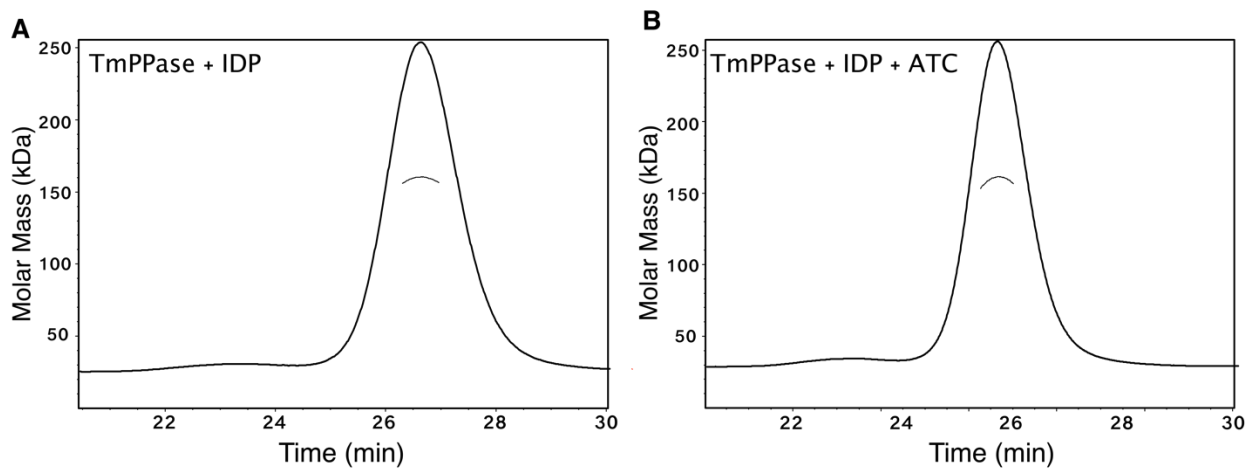 A
TmPPase + IDP
250
200
150
100
50
Molar Mass (kDa)
22
24
26
28
30
Time (min)
B
TmPPase + IDP + ATC
250
200
150
100
50
Molar Mass (kDa)
22
24
26
28
30
Time (min)